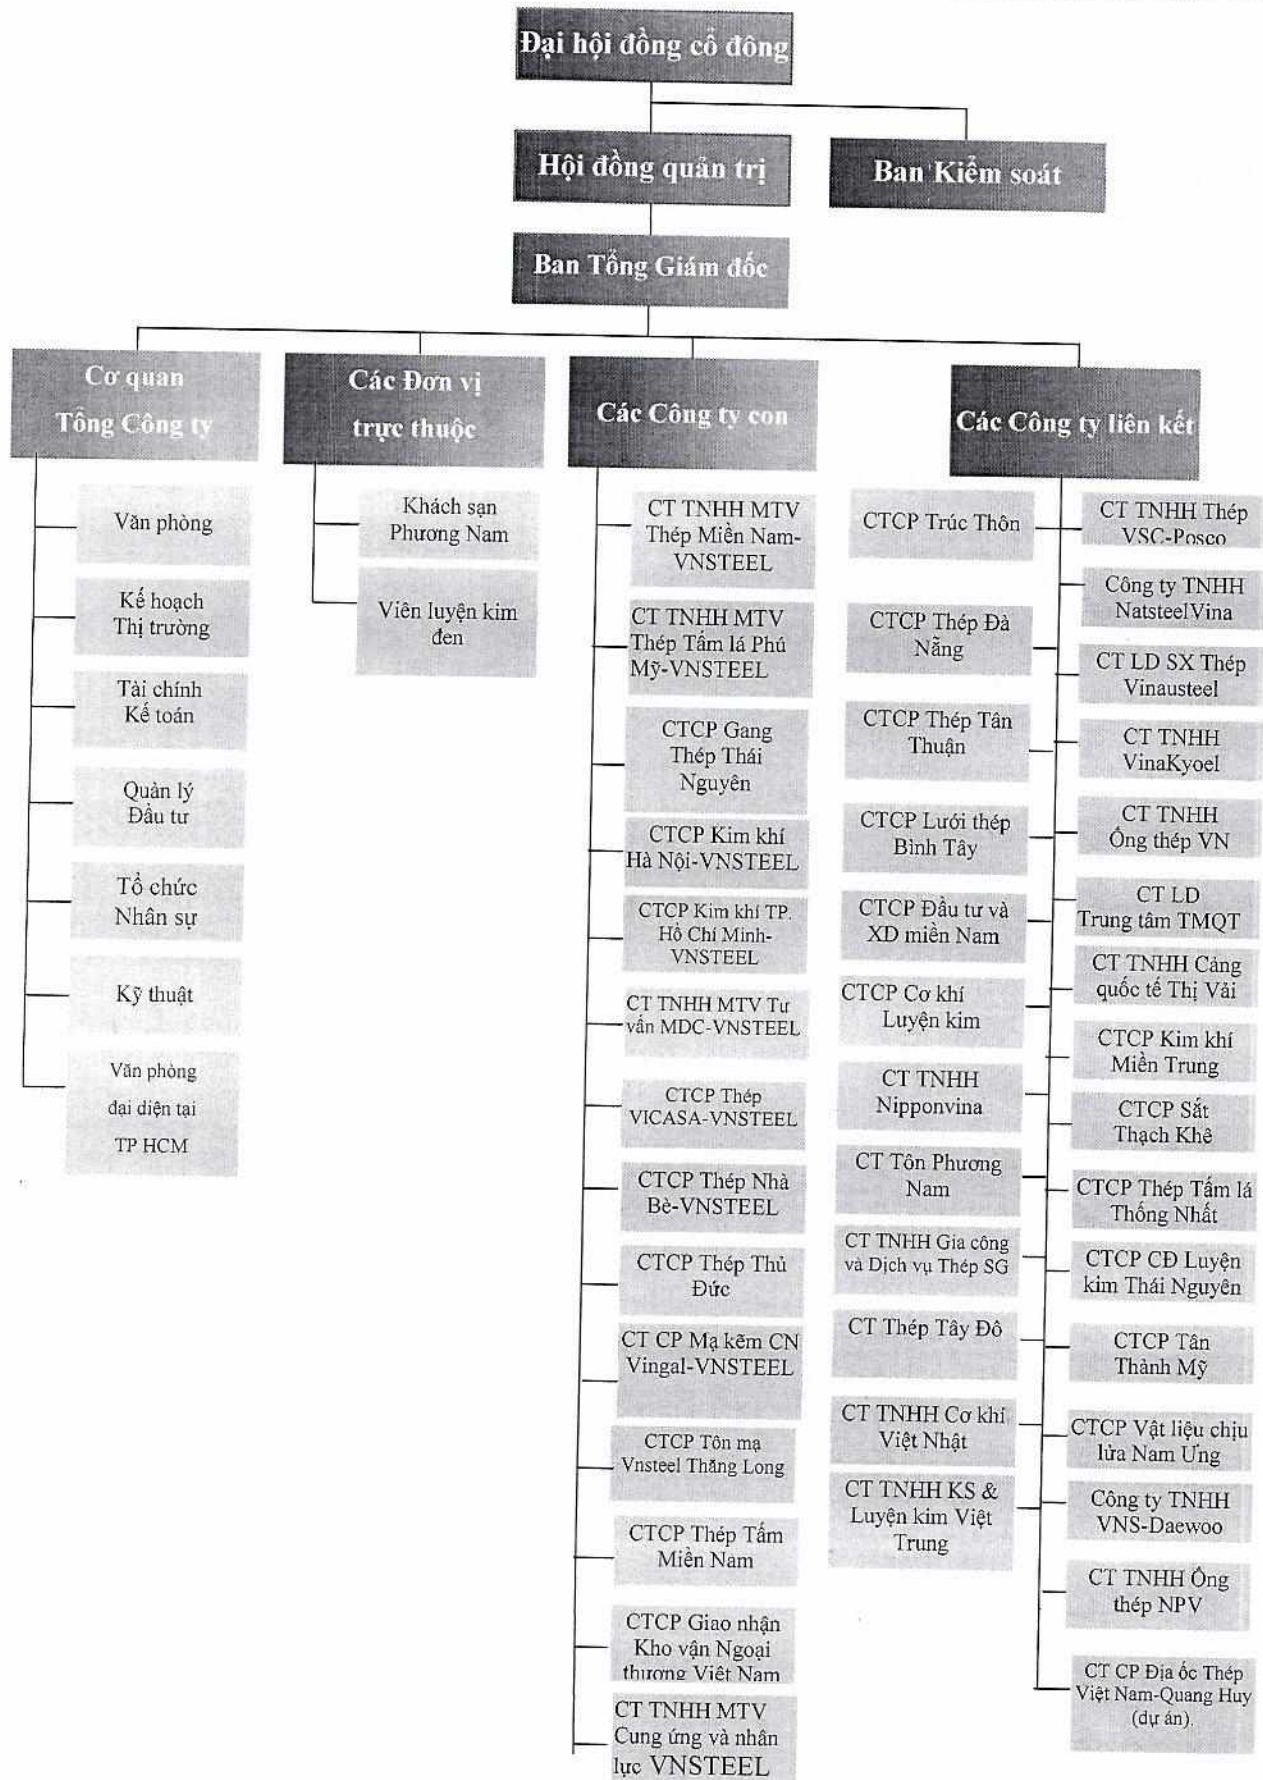 Đại hội đồng cổ đông
Hội đồng quản trị
Ban Kiểm soát
Ban Tổng Giám đốc
Cơ quan
Tổng Công ty
Văn phòng
Kế hoạch
Thị trường
Tài chính
Kế toán
Quản lý
Đầu tư
Tổ chức
Nhân sự
Kỹ thuật
Văn phòng
đại diện tại
TP HCM
Các Đơn vị
trực thuộc
Khách sạn
Phương Nam
Viên luyện kim
đen
Các Công ty con
CT TNHH MTV
Thép Miền Nam-
VNSTEEL
CT TNHH MTV
Thép Tấm lá Phú
Mỹ-VNSTEEL
CTCP Gang
Thép Thái
Nguyên
CTCP Kim khí
Hà Nội-VNSTEEL
CTCP Kim khí TP.
Hồ Chí Minh-
VNSTEEL
CT TNHH MTV Tư
vấn MDC-VNSTEEL
CTCP Thép
VICASA-VNSTEEL
CTCP Thép Nhà
Bè-VNSTEEL
CTCP Thép Thủ
Đức
CT CP Mạ kẽm CN
Vingal-VNSTEEL
CTCP Tôn mạ
Vnsteel Thăng Long
CTCP Thép Tấm
Miền Nam
CTCP Giao nhận
Kho vận Ngoại
thương Việt Nam
CT TNHH MTV
Cung ứng và nhân
lực VNSTEEL
Các Công ty liên kết
CTCP Trúc Thôn
CTCP Thép Đà
Nẵng
CTCP Thép Tân
Thuận
CTCP Lưới thép
Bình Tây
CTCP Đầu tư và
XD miền Nam
CTCP Cơ khí
Luyện kim
CT TNHH
Nipponvina
CT Tôn Phương
Nam
CT TNHH Gia công
và Dịch vụ Thép SG
CT Thép Tây Đô
CT TNHH Cơ khí
Việt Nhật
CT TNHH KS &
Luyện kim Việt
Trung
CT TNHH Thép
VSC-Posco
Công ty TNHH
NatsteelVina
CT LD SX Thép
Vinausteel
CT TNHH
VinaKyoel
CT TNHH
Ống thép VN
CT LD
Trung tâm TMQT
CT TNHH Cảng
quốc tế Thị Vải
CTCP Kim khí
Miền Trung
CTCP Sắt
Thạch Khê
CTCP Thép Tấm lá
Thống Nhất
CTCP CĐ Luyện
kim Thái Nguyên
CTCP Tân
Thành Mỹ
CTCP Vật liệu chịu
lửa Nam Ưng
Công ty TNHH
VNS-Daewoo
CT TNHH Ống
thép NPV
CT CP Địa ốc Thép
Việt Nam-Quang Huy
(dự án).